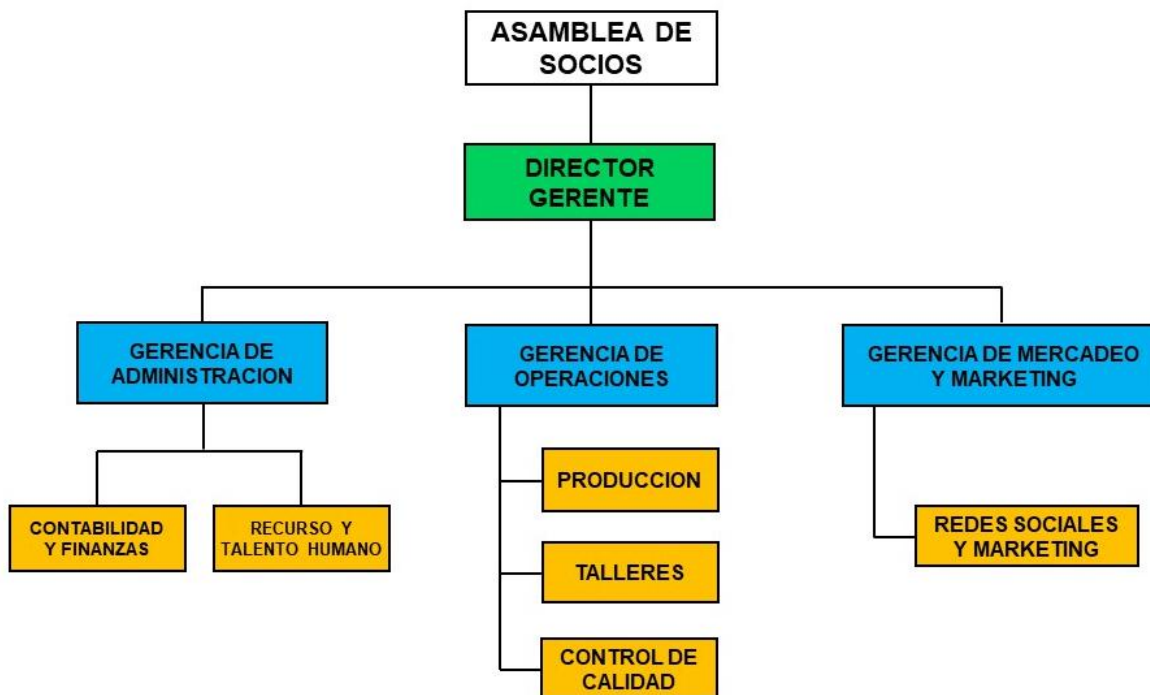 ASAMBLEA DE
SOCIOS
DIRECTOR
GERENTE
GERENCIA DE
ADMINISTRACION
GERENCIA DE
OPERACIONES
GERENCIA DE MERCADEO
Y MARKETING
CONTABILIDAD
Y FINANZAS
RECURSO Y
TALENTO HUMANO
PRODUCCION
TALLERES
CONTROL DE
CALIDAD
REDES SOCIALES
Y MARKETING